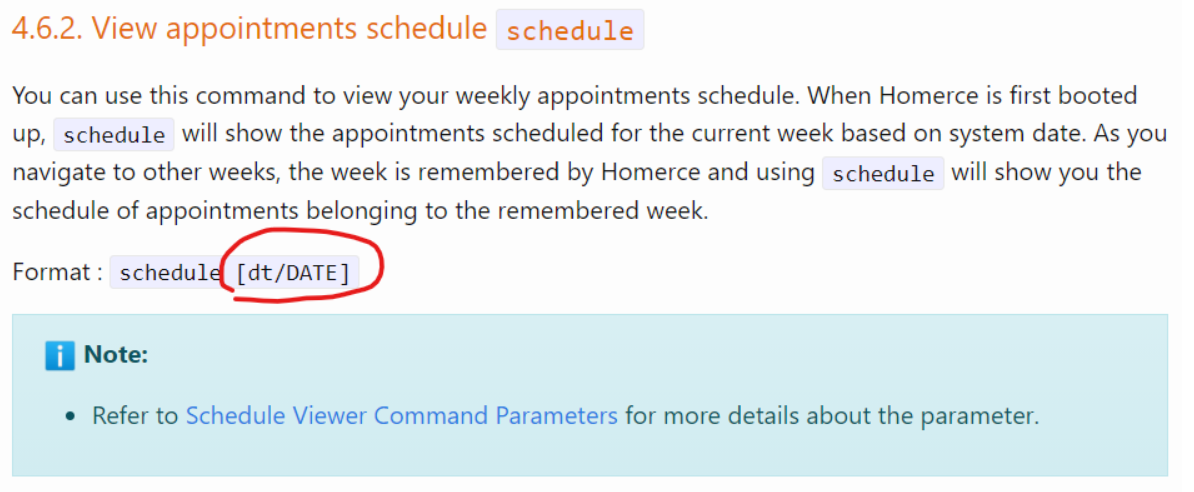 4.6.2. View appointments schedule schedule
You can use this command to view your weekly appointments schedule. When Homerce is first booted
up, schedule will show the appointments scheduled for the current week based on system date. As you
navigate to other weeks, the week is remembered by Homerce and using schedule will show you the
schedule of appointments belonging to the remembered week.
Format : schedule [dt/DATE]
i Note:
• Refer to Schedule Viewer Command Parameters for more details about the parameter.